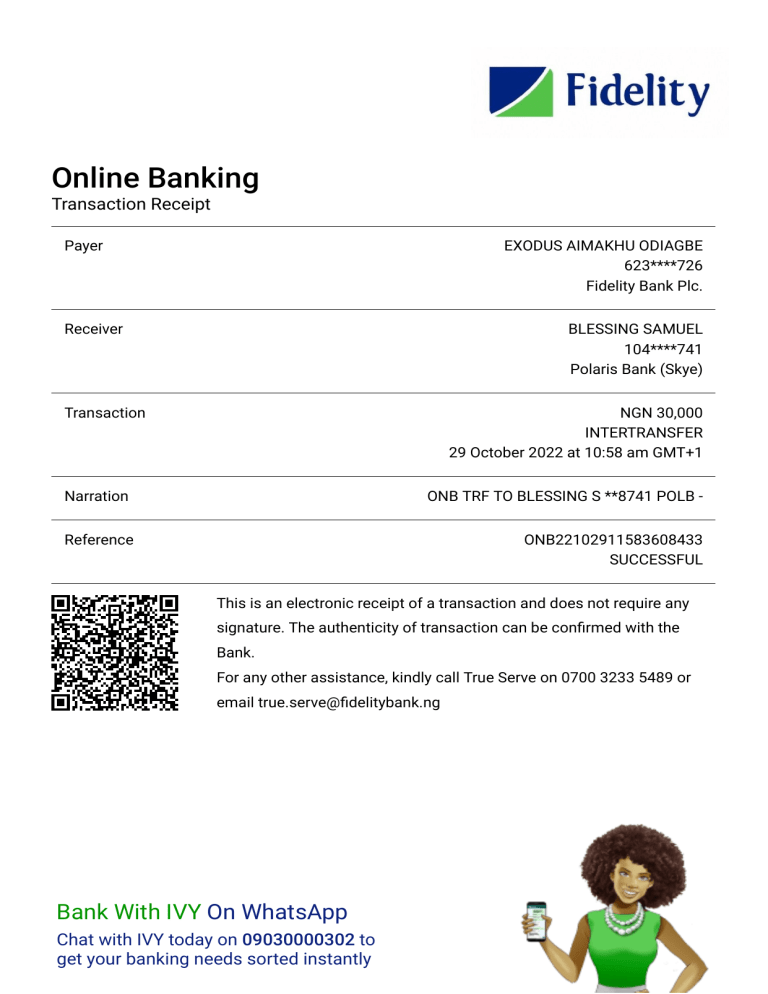 Fidelity
Online Banking
Transaction Receipt
Payer
EXODUS AIMAKHU ODIAGBE
623****726
Fidelity Bank Plc.
Receiver
BLESSING SAMUEL
104****741
Polaris Bank (Skye)
Transaction
NGN 30,000
INTERTRANSFER
29 October 2022 at 10:58 am GMT+1
Narration
ONB TRF TO BLESSING S **8741 POLB -
Reference
ONB22102911583608433
SUCCESSFUL
This is an electronic receipt of a transaction and does not require any
signature. The authenticity of transaction can be confirmed with the
Bank.
For any other assistance, kindly call True Serve on 0700 3233 5489 or
email true.serve@fidelitybank.ng
Bank With IVY On WhatsApp
Chat with IVY today on 09030000302 to
get your banking needs sorted instantly